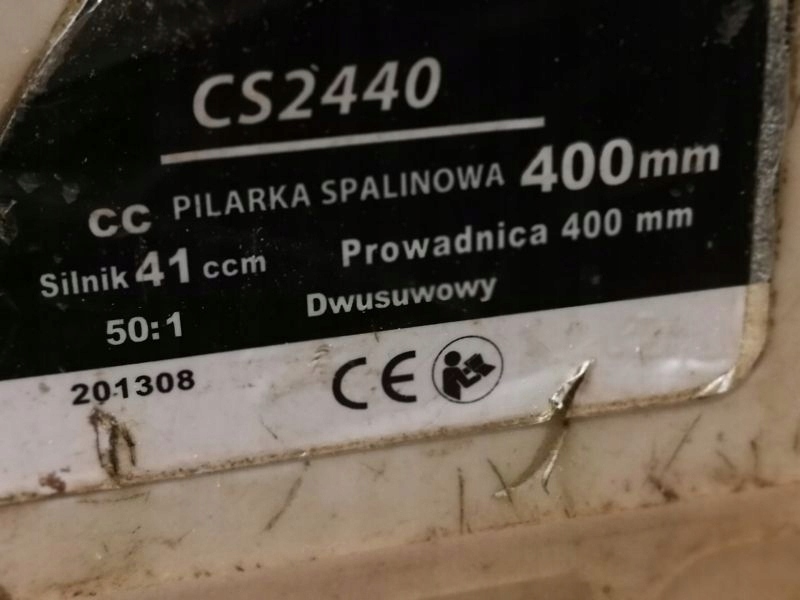 CS2440
CC PILARKA SPALINOWA 400mm
Silnik 41 ccm Prowadnica 400 mm
50:1 Dwusuwowy
201308 CE